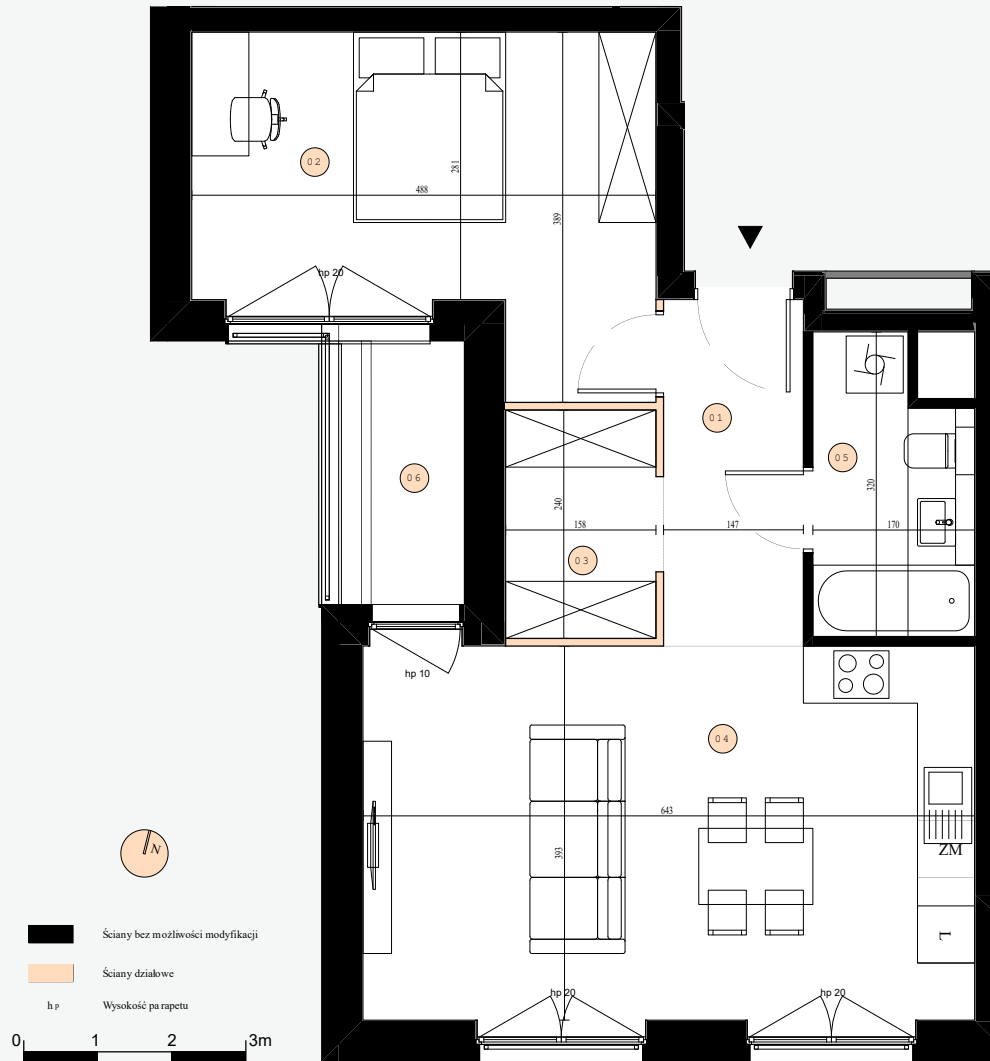 02
281
488
389
hp 20
01
05
06
320
240
158
147
170
03
hp 10
04
643
393
ZM
L
N
hp 20
hp 20
Ściany bez możliwości modyfikacji
Ściany działowe
hp Wysokość parapetu
0 1 2 3m